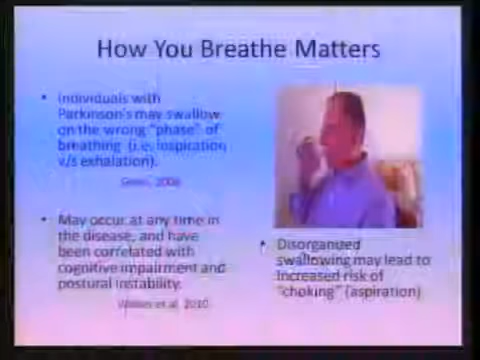 How You Breathe Matters
• Individuals with
Parkinson's may swallow
on the wrong "phase" of
breathing (i.e. inspiration
v/s exhalation).
2006
• May occur at any time in
the disease, and have
been correlated with
cognitive impairment and
postural instability.
et al, 2010
• Disorganized
swallowing may lead to
increased risk of
"choking" (aspiration)